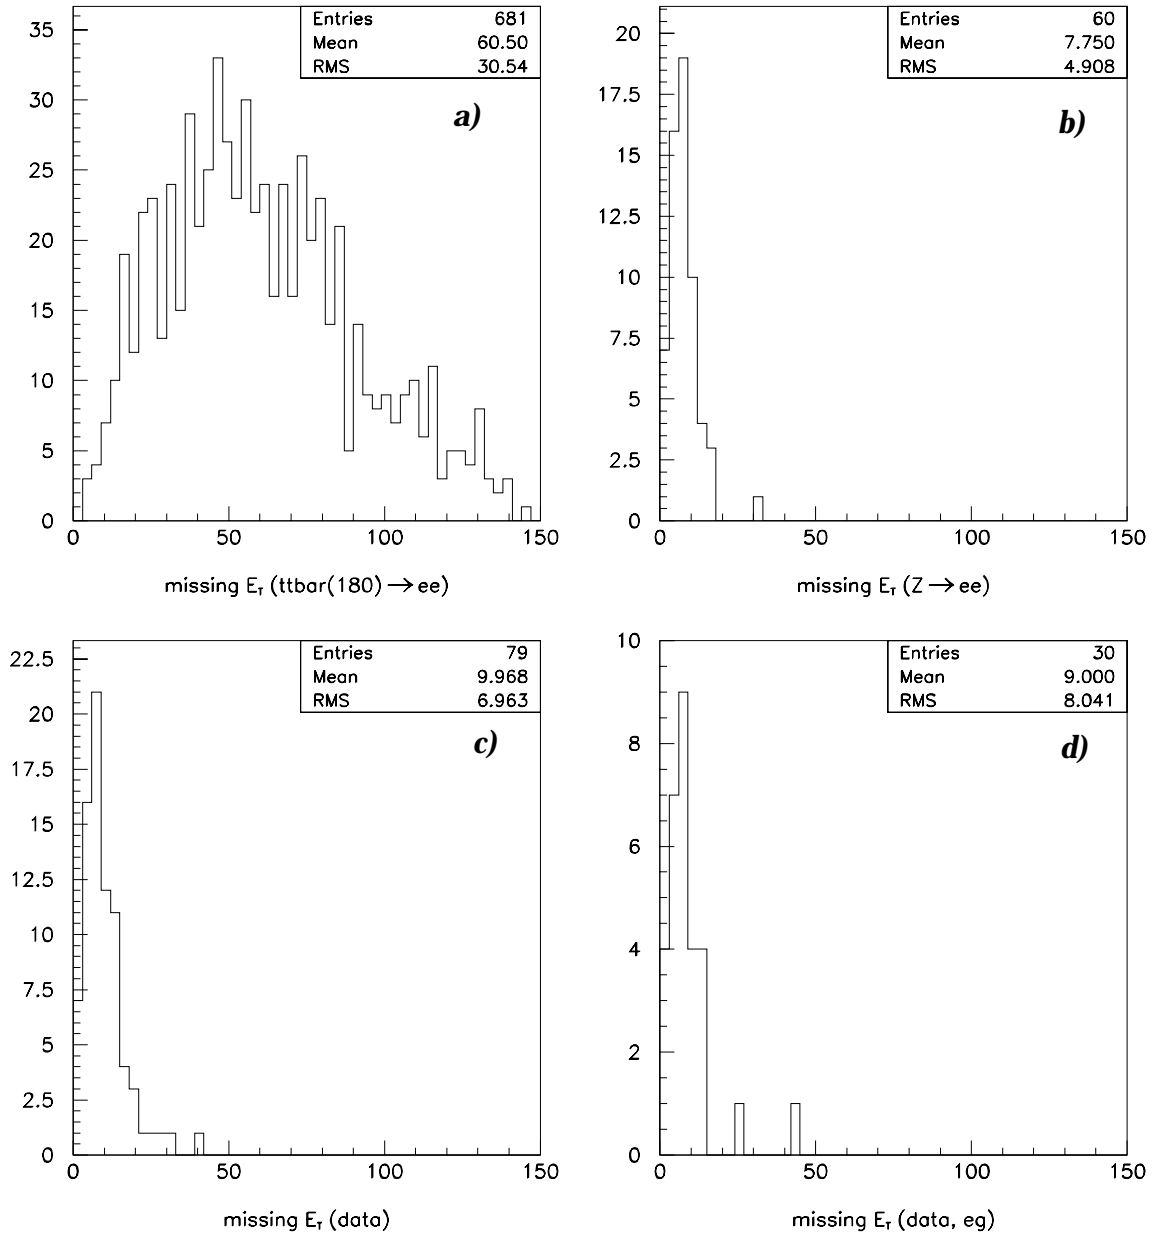 Entries 681
Mean 60.50
RMS 30.54
a)
35
30
25
20
15
10
5
0
0 50 100 150
missing E_T (ttbar(180) → ee)
Entries 60
Mean 7.750
RMS 4.908
b)
20
17.5
15
12.5
10
7.5
5
2.5
0
0 50 100 150
missing E_T (Z → ee)
Entries 79
Mean 9.968
RMS 6.963
c)
22.5
20
17.5
15
12.5
10
7.5
5
2.5
0
0 50 100 150
missing E_T (data)
Entries 30
Mean 9.000
RMS 8.041
d)
10
8
6
4
2
0
0 50 100 150
missing E_T (data, eg)